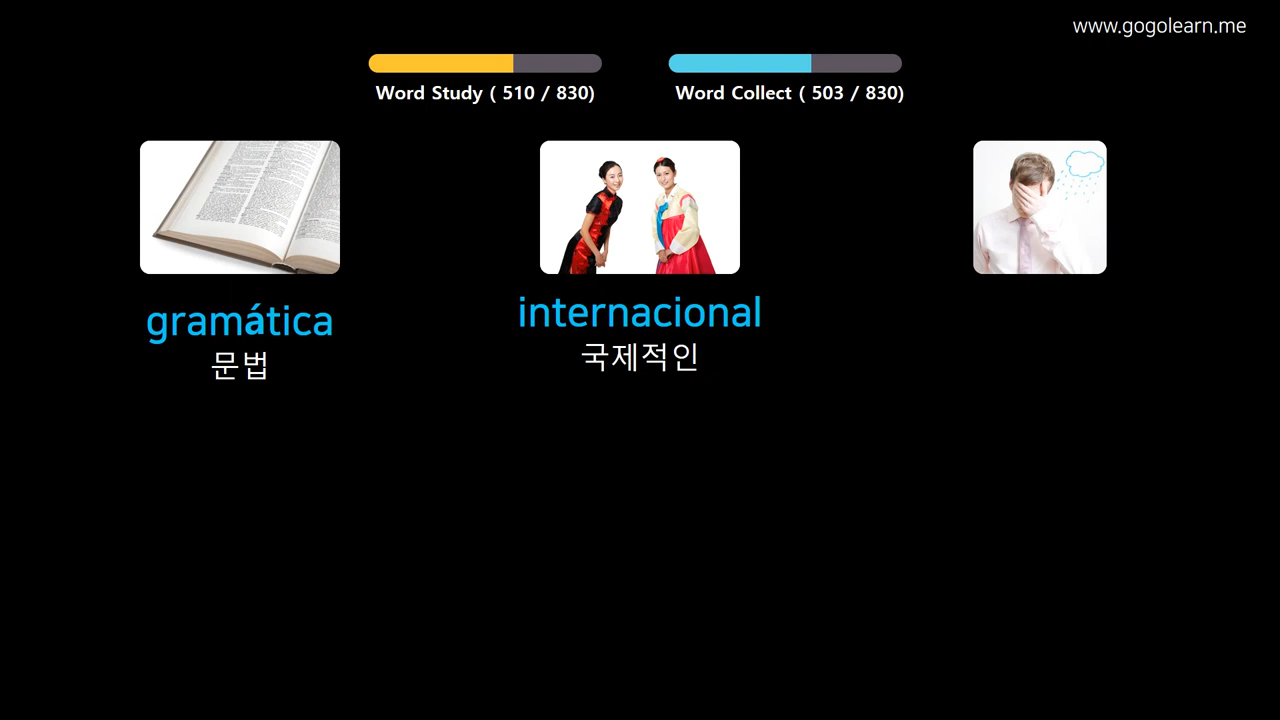 www.gogolearn.me
Word Study ( 510 / 830)
Word Collect ( 503 / 830)
gramática
문법
internacional
국제적인